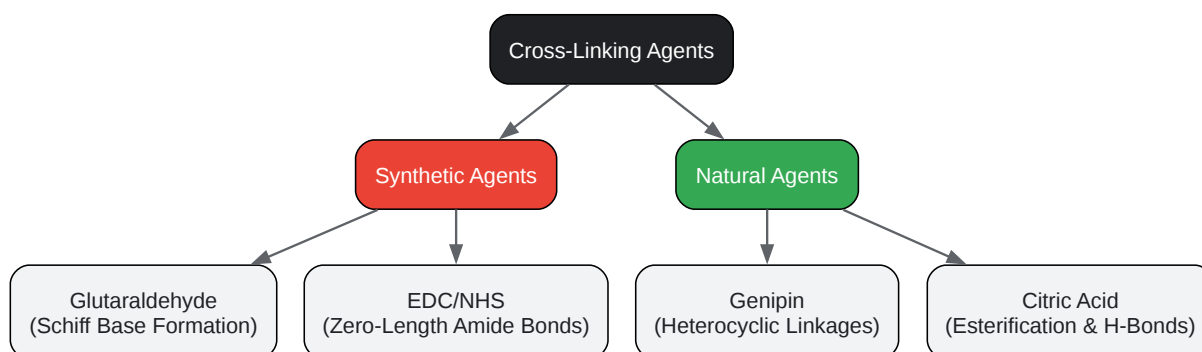 Cross-Linking Agents
Synthetic Agents
Natural Agents
Glutaraldehyde
(Schiff Base Formation)
EDC/NHS
(Zero-Length Amide Bonds)
Genipin
(Heterocyclic Linkages)
Citric Acid
(Esterification & H-Bonds)